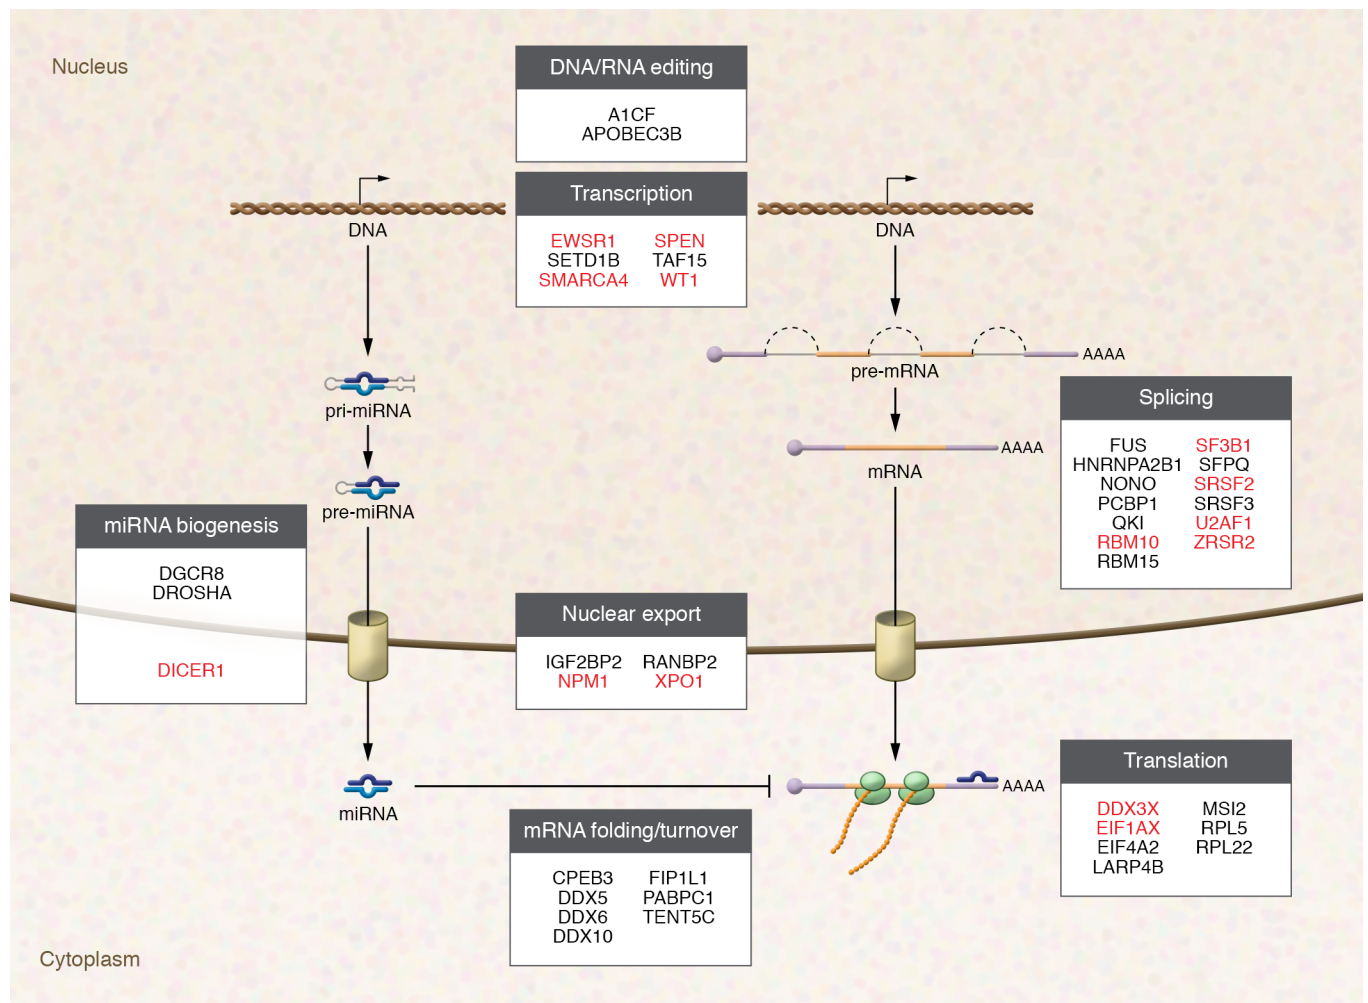 Nucleus
DNA/RNA editing
A1CF
APOBEC3B
Transcription
EWSR1 SPEN
SETD1B TAF15
SMARCA4 WT1
DNA
DNA
pri-miRNA
pre-miRNA
AAAA
pre-mRNA
AAAA
mRNA
Splicing
FUS SF3B1
HNRNPA2B1 SFPQ
NONO SRSF2
PCBP1 SRSF3
QKI U2AF1
RBM10 ZRSR2
RBM15
miRNA biogenesis
DGCR8
DROSHA
DICER1
Nuclear export
IGF2BP2 RANBP2
NPM1 XPO1
miRNA
AAAA
mRNA folding/turnover
CPEB3 FIP1L1
DDX5 PABPC1
DDX6 TENT5C
DDX10
Translation
DDX3X MSI2
EIF1AX RPL5
EIF4A2 RPL22
LARP4B
Cytoplasm